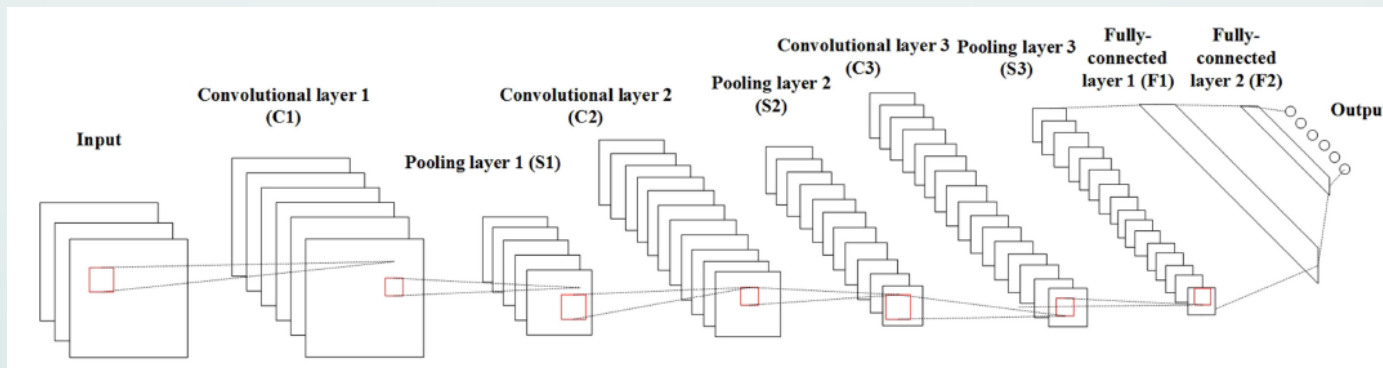 Input
Convolutional layer 1
(C1)
Pooling layer 1 (S1)
Convolutional layer 2
(C2)
Pooling layer 2
(S2)
Convolutional layer 3
(C3)
Pooling layer 3
(S3)
Fully-
connected
layer 1 (F1)
Fully-
connected
layer 2 (F2)
Output